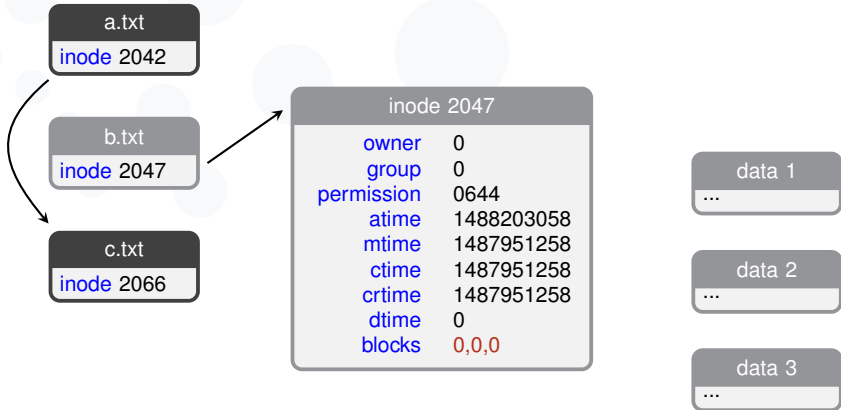 a.txt
inode 2042
b.txt
inode 2047
c.txt
inode 2066
inode 2047
owner 0
group 0
permission 0644
atime 1488203058
mtime 1487951258
ctime 1487951258
crtime 1487951258
dtime 0
blocks 0,0,0
data 1
...
data 2
...
data 3
...